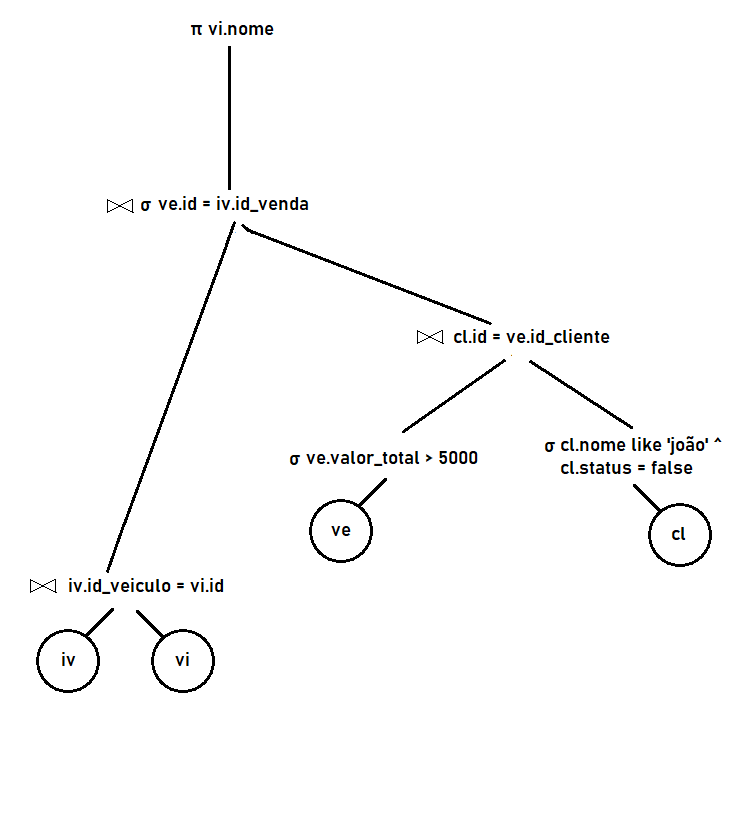 π vi.nome
⋈ σ ve.id = iv.id_venda
⋈ cl.id = ve.id_cliente
σ ve.valor_total > 5000
σ cl.nome like 'joão' ^
cl.status = false
ve
cl
⋈ iv.id_veiculo = vi.id
iv
vi